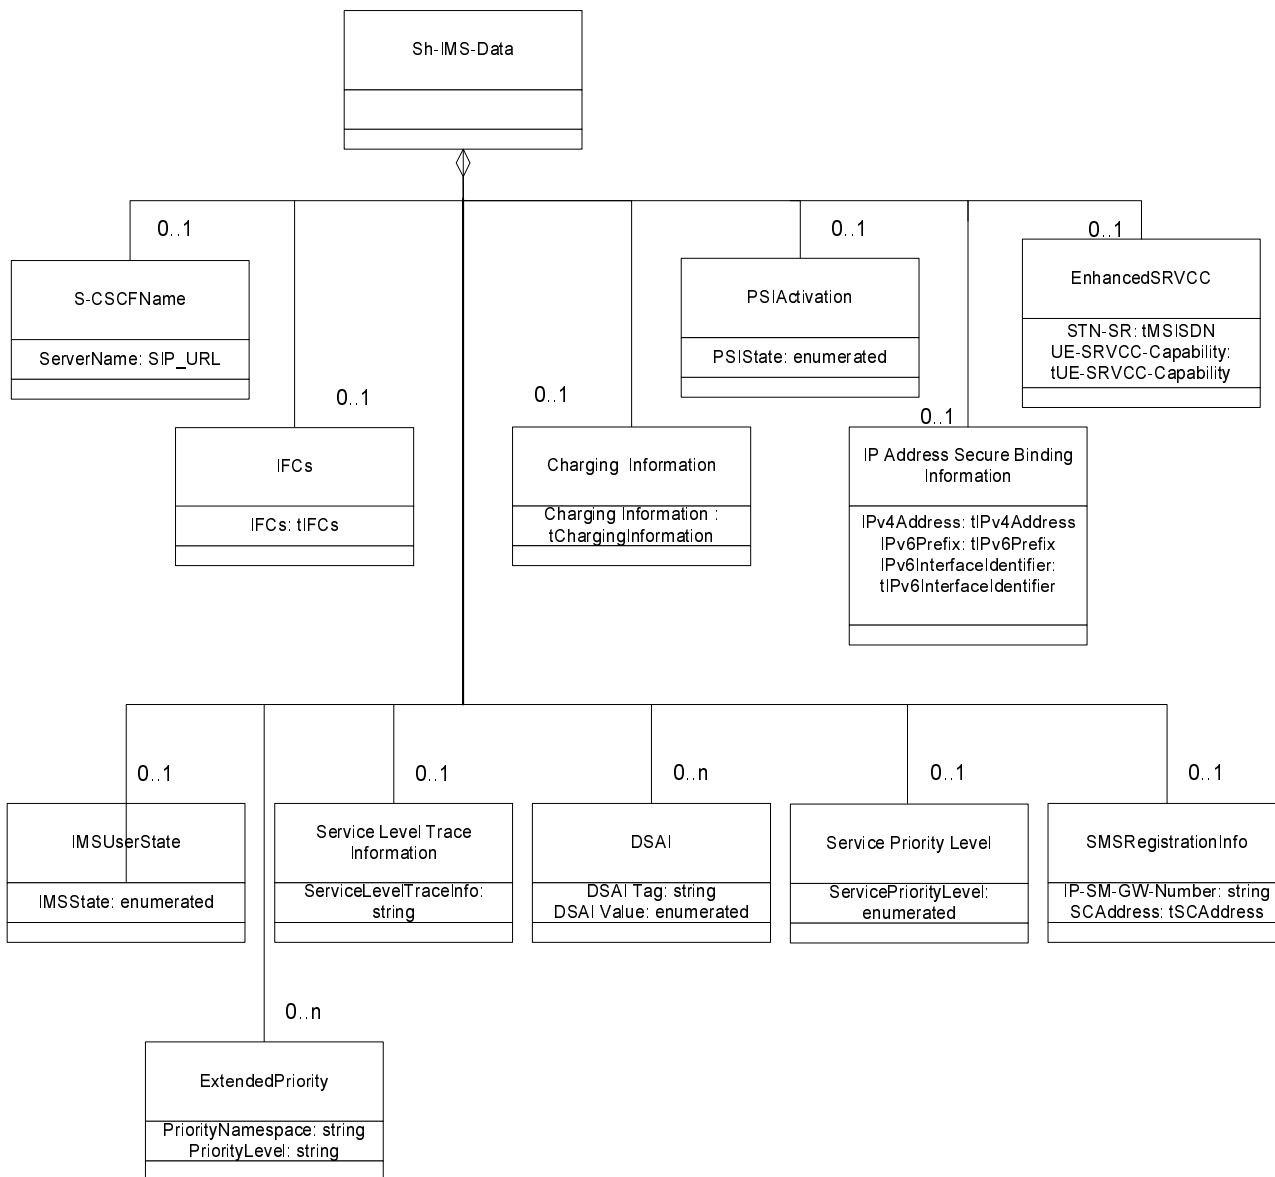 Sh-IMS-Data
0..1
0..1
0..1
S-CSCFName
ServerName: SIP_URL
PSIActivation
PSIState: enumerated
EnhancedSRVCC
STN-SR: tMSISDN
UE-SRVCC-Capability:
tUE-SRVCC-Capability
0..1
0..1
0..1
IFCs
IFCs: tIFCs
Charging Information
Charging Information :
tChargingInformation
IP Address Secure Binding
Information
IPv4Address: tIPv4Address
IPv6Prefix: tIPv6Prefix
IPv6InterfaceIdentifier:
tIPv6InterfaceIdentifier
0..1
0..1
0..n
0..1
0..1
IMSUserState
IMSState: enumerated
Service Level Trace
Information
ServiceLevelTraceInfo:
string
DSAI
DSAI Tag: string
DSAI Value: enumerated
Service Priority Level
ServicePriorityLevel:
enumerated
SMSRegistrationInfo
IP-SM-GW-Number: string
SCAddress: tSCAddress
0..n
ExtendedPriority
PriorityNamespace: string
PriorityLevel: string